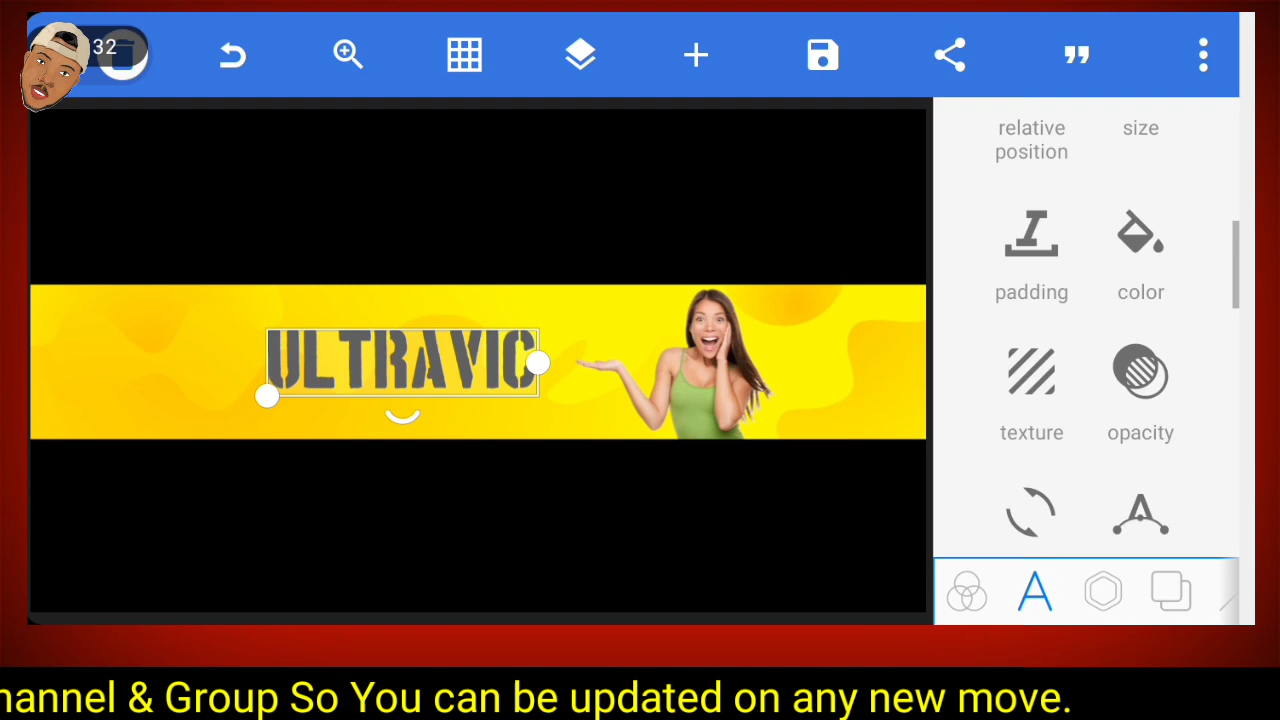 32
relative
position
size
padding
color
texture
opacity
ULTRAVIC
hannel & Group So You can be updated on any new move.